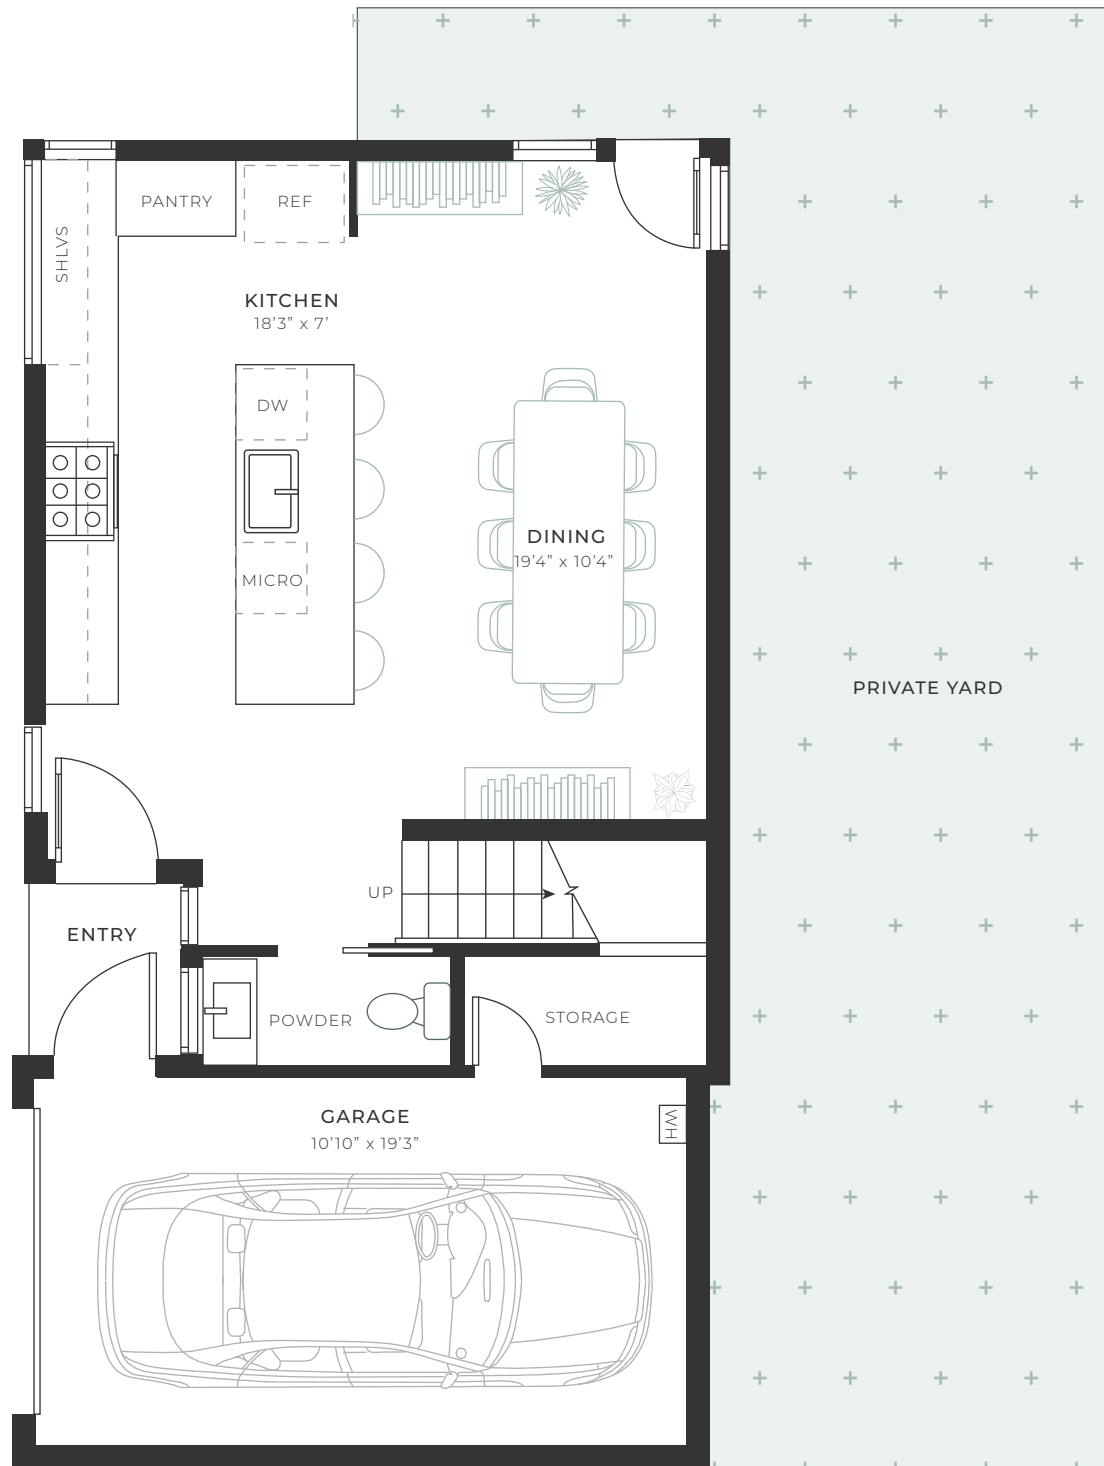 PANTRY
REF
SHLVS
KITCHEN
18’3” x 7’
DW
MICRO
DINING
19’4” x 10’4”
PRIVATE YARD
UP
ENTRY
POWDER
STORAGE
GARAGE
10’10” x 19’3”
WH